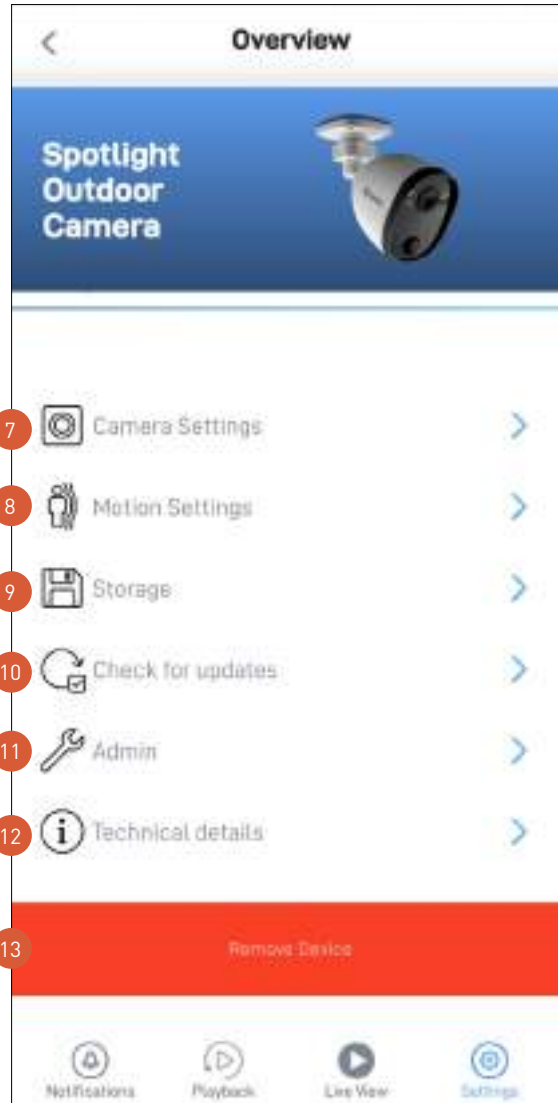 Overview
Spotlight
Outdoor
Camera
7 Camera Settings
8 Motion Settings
9 Storage
10 Check for updates
11 Admin
12 Technical details
13 Remove Device
Notifications Playback Live View Settings